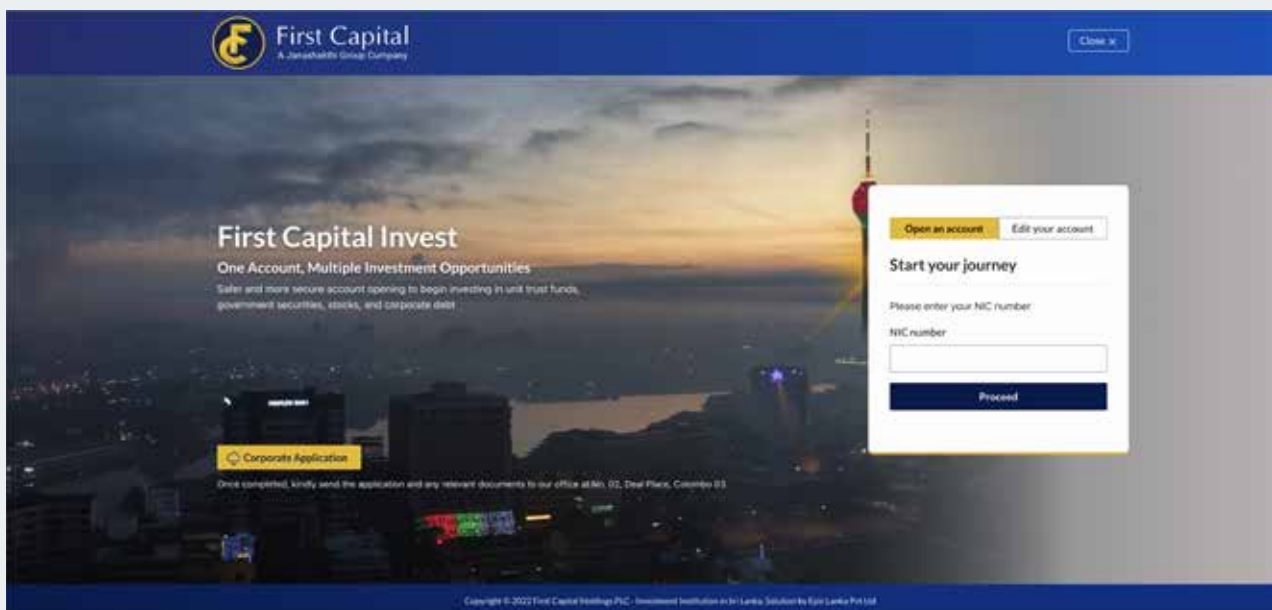 First Capital
A Janashakthi Group Company
Close ×
First Capital Invest
One Account, Multiple Investment Opportunities
Safer and more secure account opening to begin investing in unit trust funds,
government securities, stocks, and corporate debt
Open an account
Edit your account
Start your journey
Please enter your NIC number
NIC number
Proceed
Corporate Application
Once completed, kindly send the application and any relevant documents to our office at No. 02, Deal Place, Colombo 03
Copyright © 2022 First Capital Holdings PLC - Investment Institution in Sri Lanka. Solution by Epic Lanka Pvt Ltd